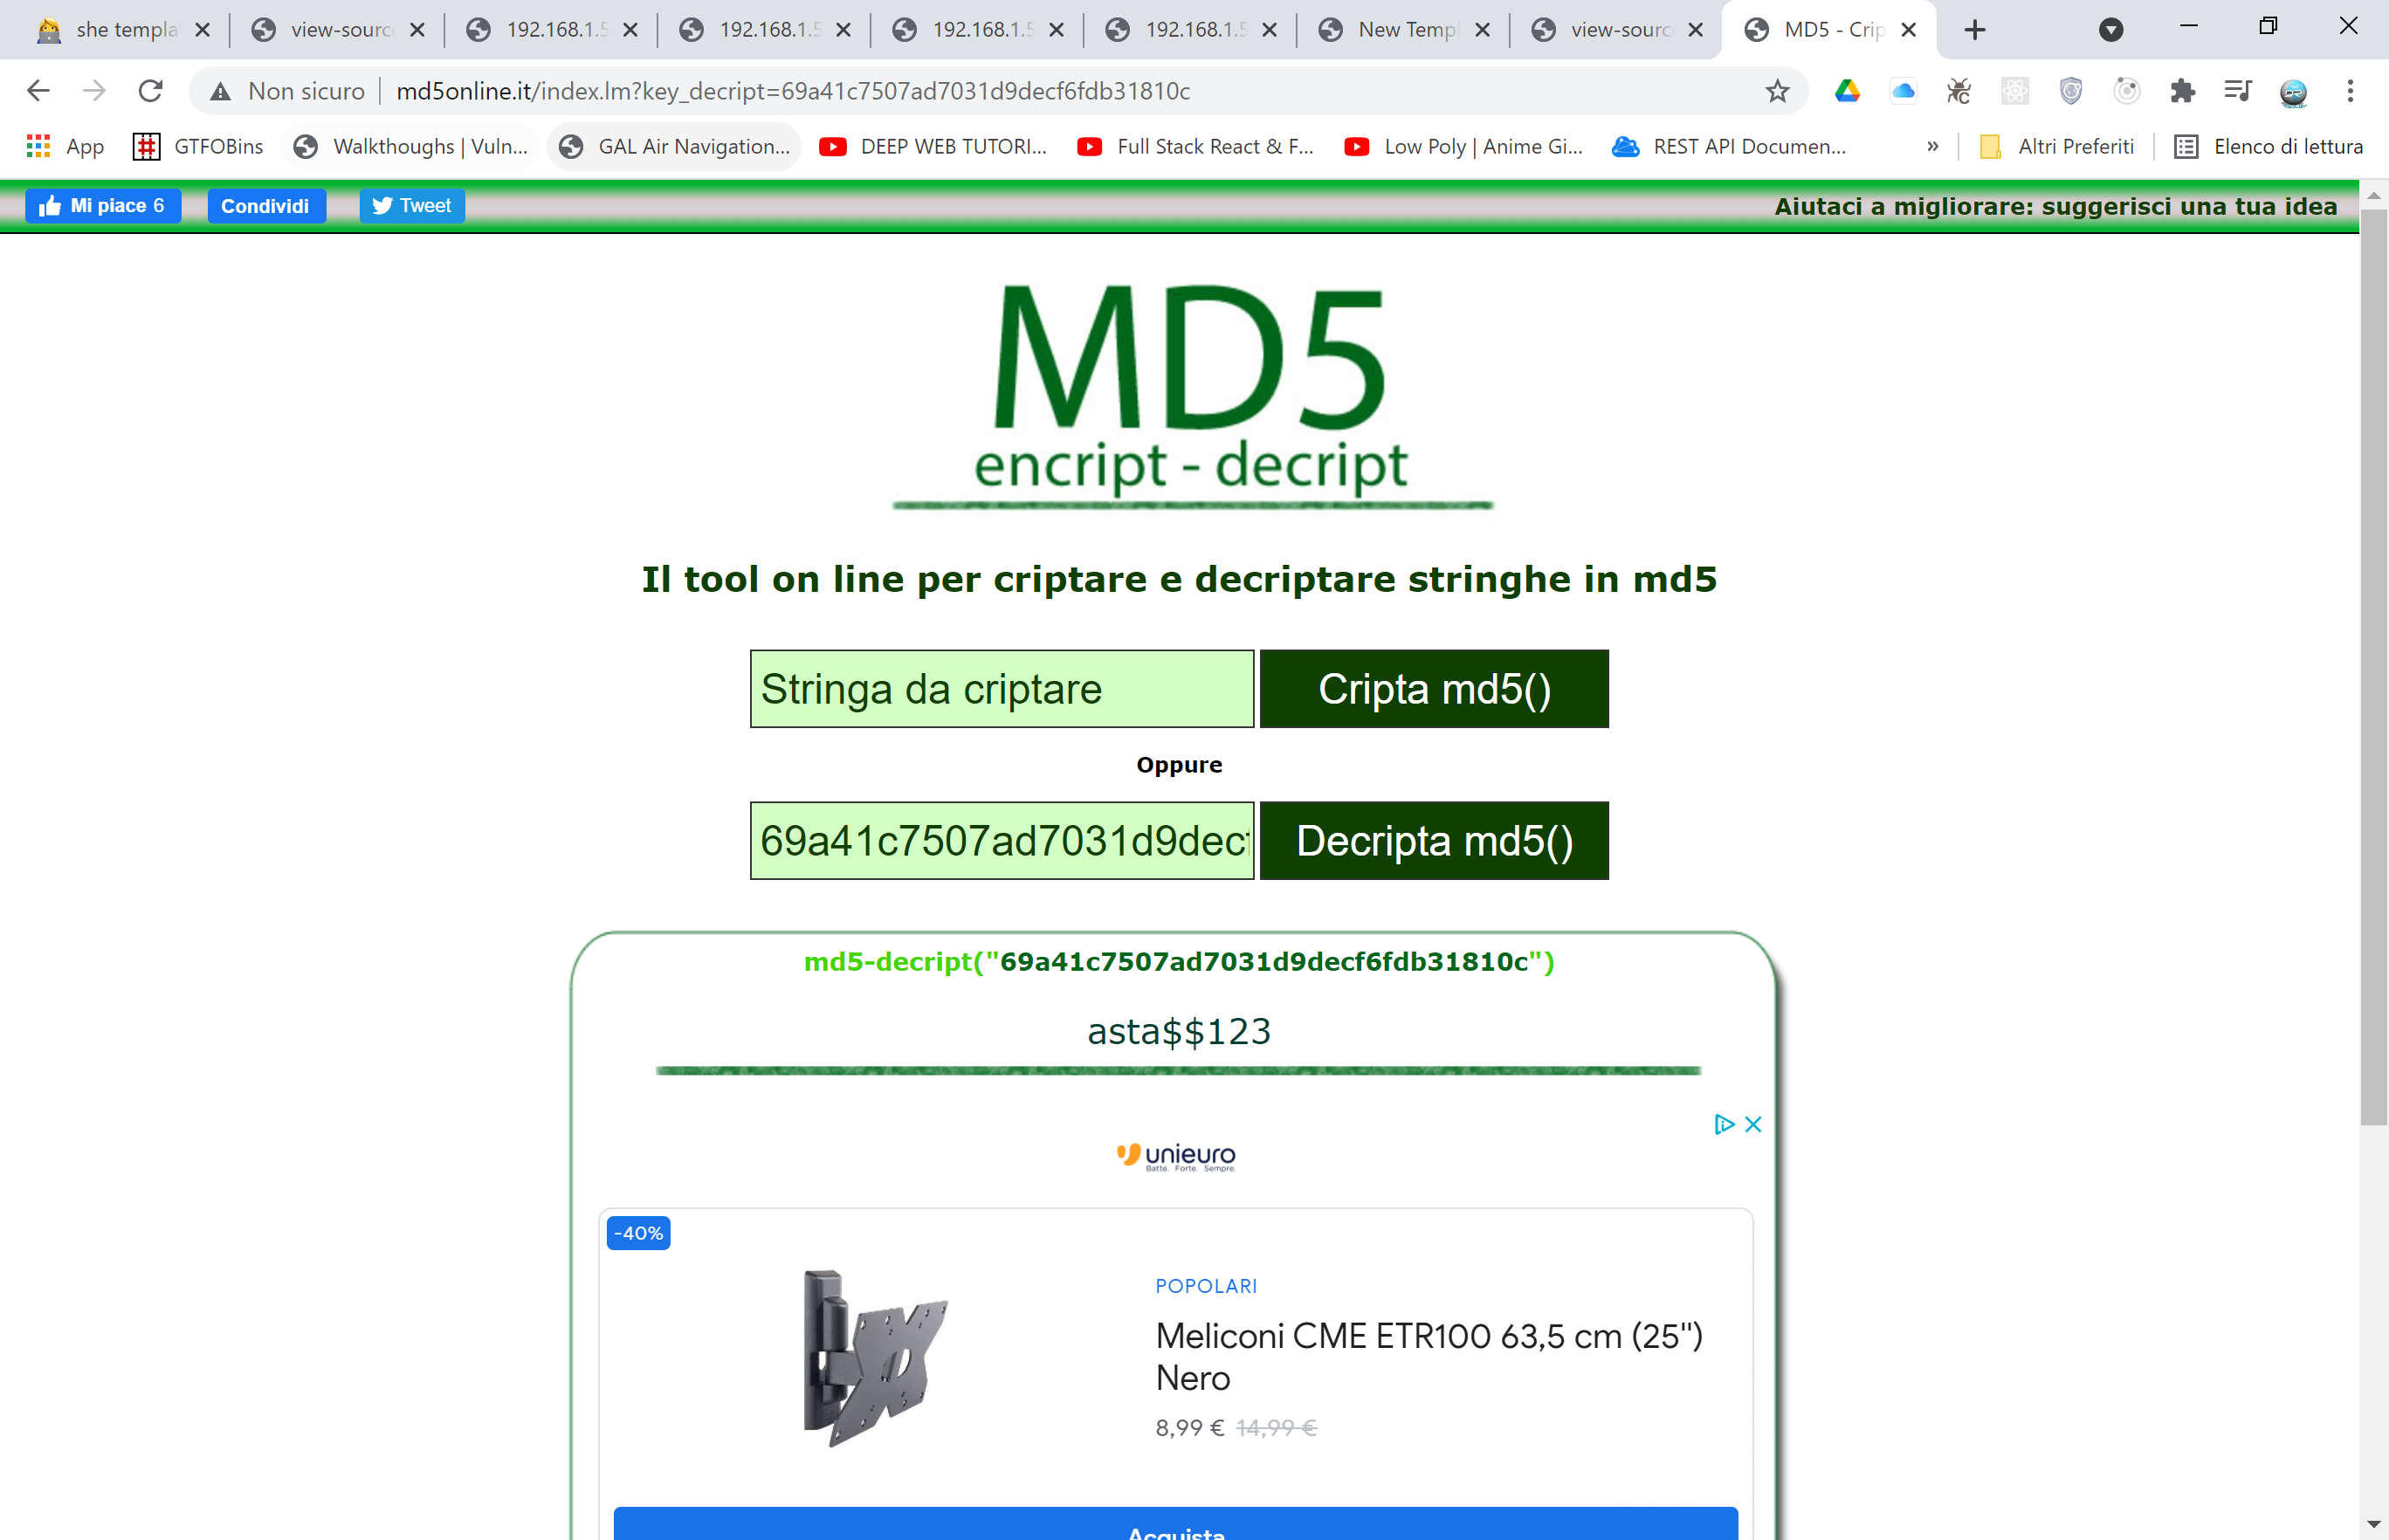 she templa
view-sourc
192.168.1.5
192.168.1.5
192.168.1.5
192.168.1.5
New Templ
view-sourc
MD5 - Crip
Non sicuro
md5online.it/index.lm?key_decript=69a41c7507ad7031d9decf6fdb31810c
App
GTFOBins
Walkthoughs | Vuln...
GAL Air Navigation...
DEEP WEB TUTORI...
Full Stack React & F...
Low Poly | Anime Gi...
REST API Documen...
»
Altri Preferiti
Elenco di lettura
Mi piace 6
Condividi
Tweet
Aiutaci a migliorare: suggerisci una tua idea
MD5
encript - decript
Il tool on line per criptare e decriptare stringhe in md5
Stringa da criptare
Cripta md5()
Oppure
69a41c7507ad7031d9decf
Decripta md5()
md5-decript("69a41c7507ad7031d9decf6fdb31810c")
asta$$123
unieuro
Batte. Forte. Sempre.
-40%
POPOLARI
Meliconi CME ETR100 63,5 cm (25")
Nero
8,99 € 14,99 €
Acquista